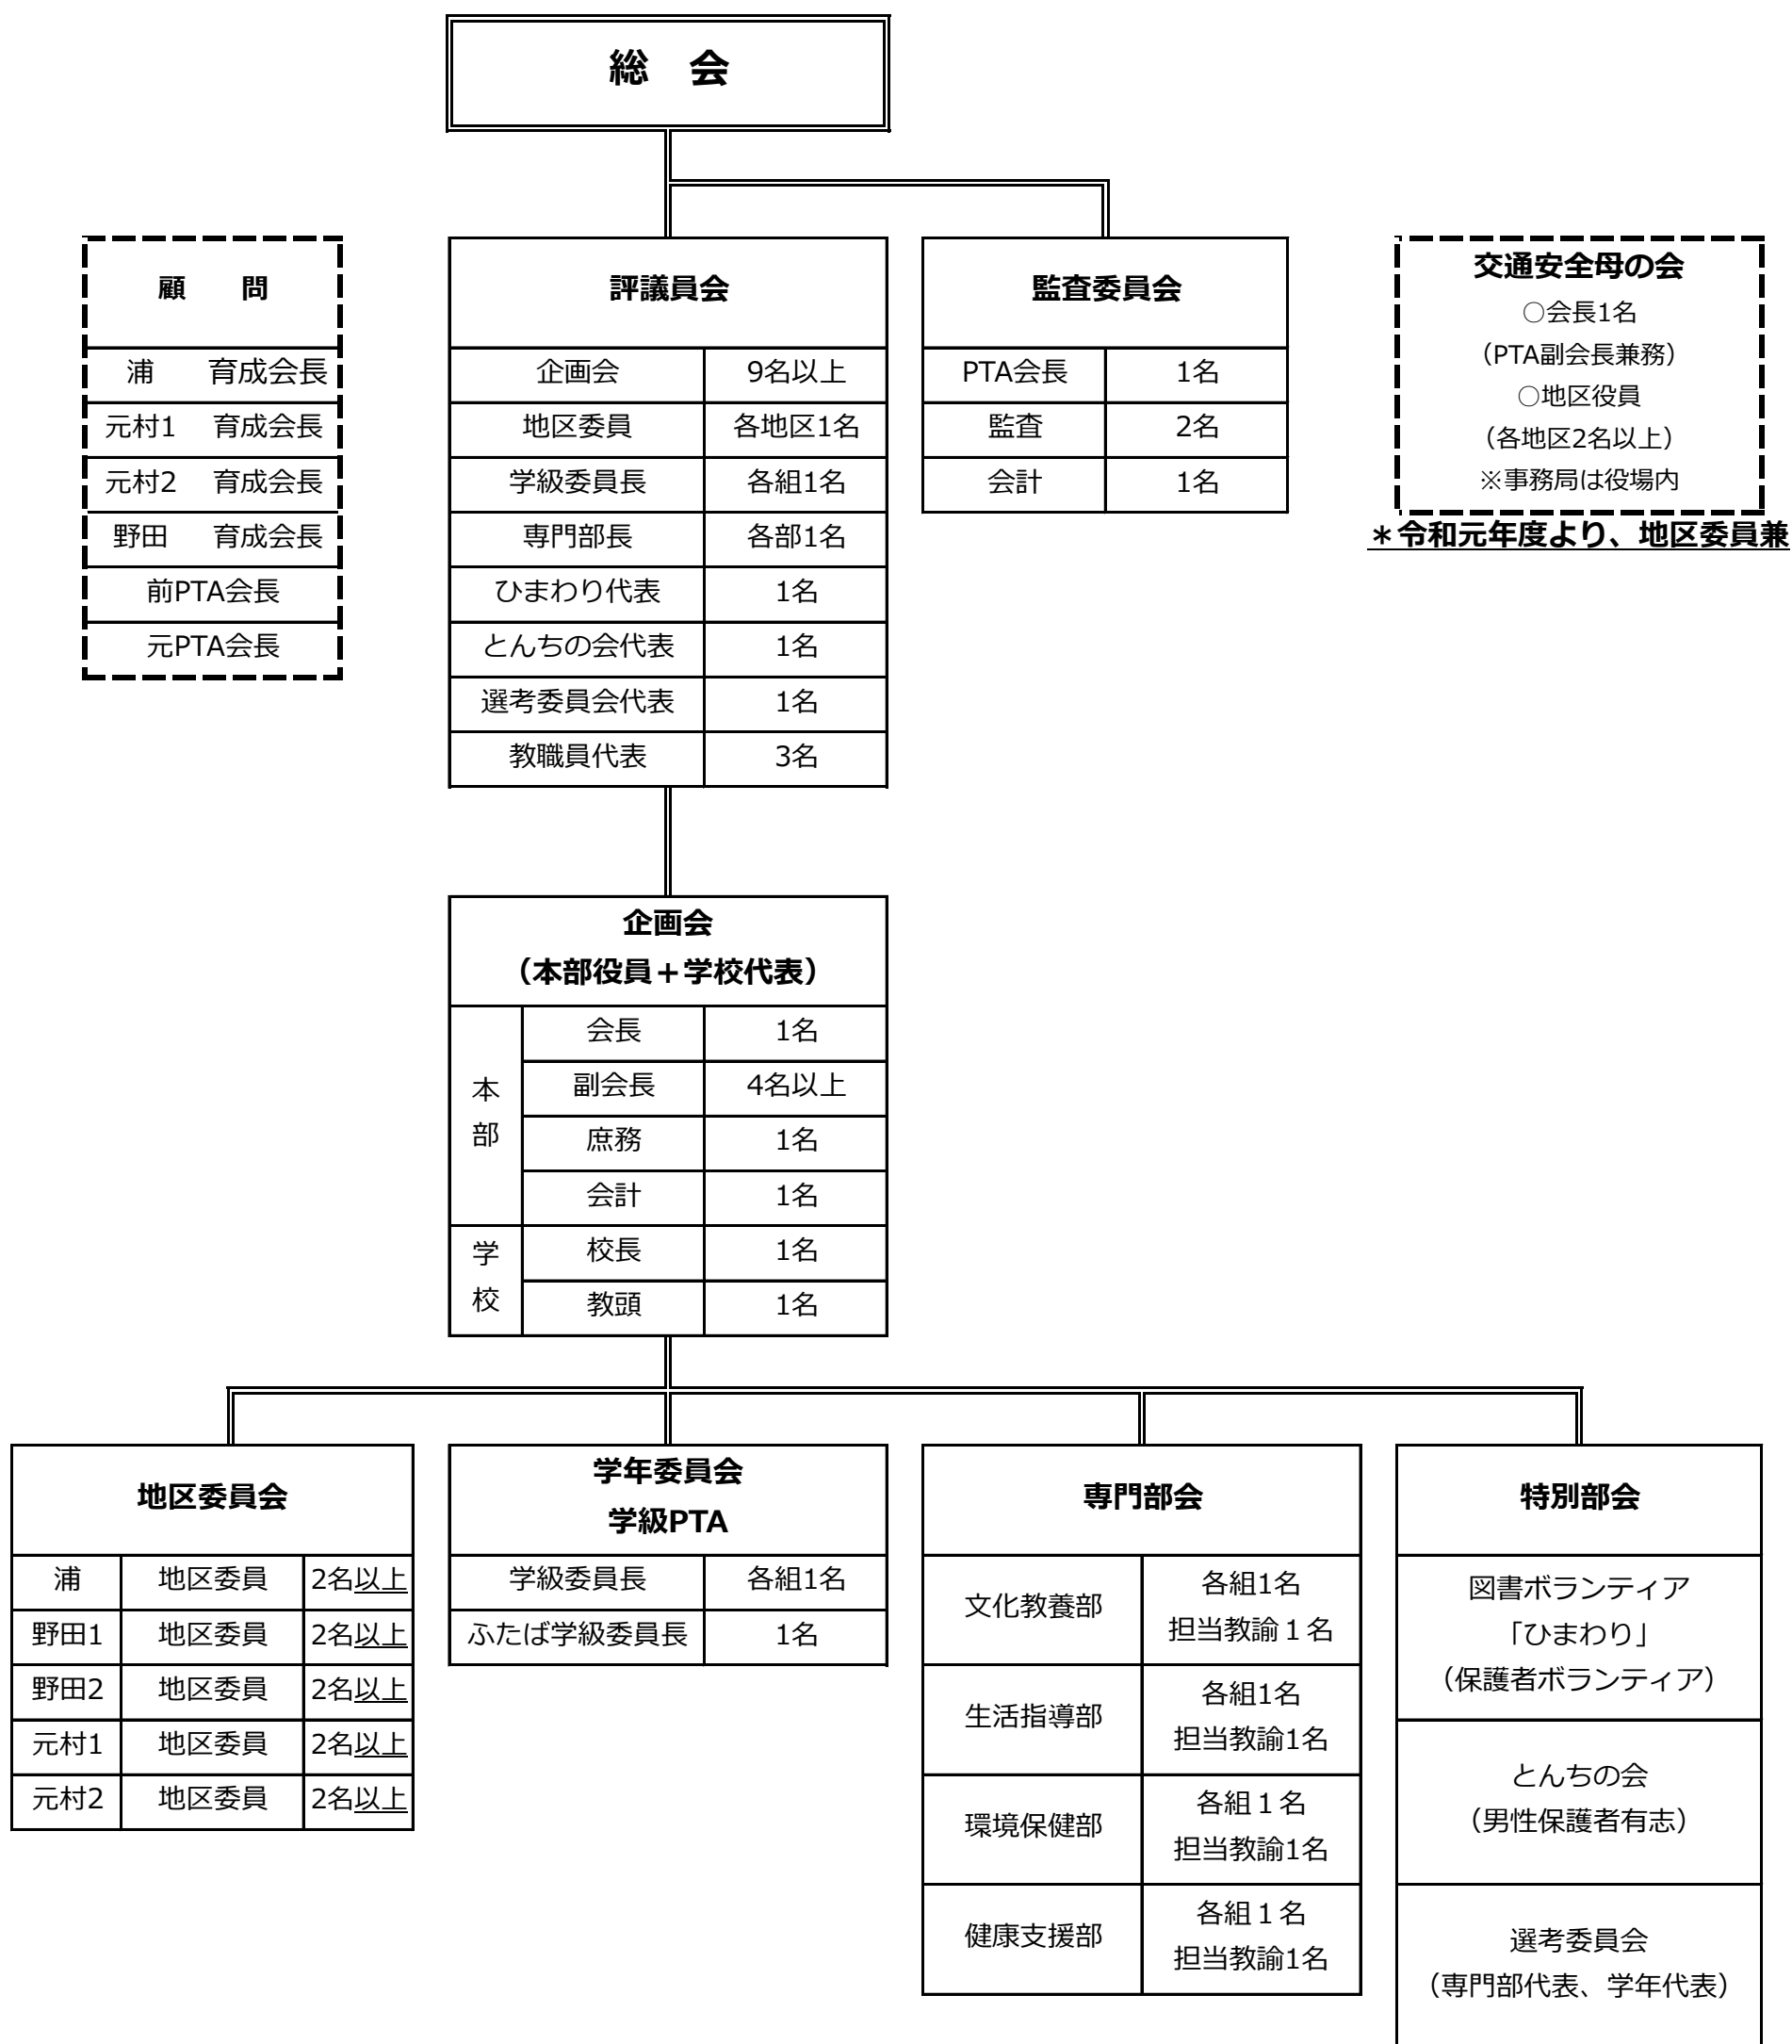 総　会
顧　問
浦　育成会長
元村1　育成会長
元村2　育成会長
野田　育成会長
前PTA会長
元PTA会長
評議員会
企画会　9名以上
地区委員　各地区1名
学級委員長　各組1名
専門部長　各部1名
ひまわり代表　1名
とんちの会代表　1名
選考委員会代表　1名
教職員代表　3名
監査委員会
PTA会長　1名
監査　2名
会計　1名
交通安全母の会
○会長1名
（PTA副会長兼務）
○地区役員
（各地区2名以上）
※事務局は役場内
＊令和元年度より、地区委員兼
企画会
（本部役員＋学校代表）
本部
会長　1名
副会長　4名以上
庶務　1名
会計　1名
学校
校長　1名
教頭　1名
地区委員会
浦　地区委員　2名以上
野田1　地区委員　2名以上
野田2　地区委員　2名以上
元村1　地区委員　2名以上
元村2　地区委員　2名以上
学年委員会
学級PTA
学級委員長　各組1名
ふたば学級委員長　1名
専門部会
文化教養部
各組1名
担当教諭１名
生活指導部
各組1名
担当教諭1名
環境保健部
各組１名
担当教諭1名
健康支援部
各組１名
担当教諭1名
特別部会
図書ボランティア
「ひまわり」
（保護者ボランティア）
とんちの会
（男性保護者有志）
選考委員会
（専門部代表、学年代表）